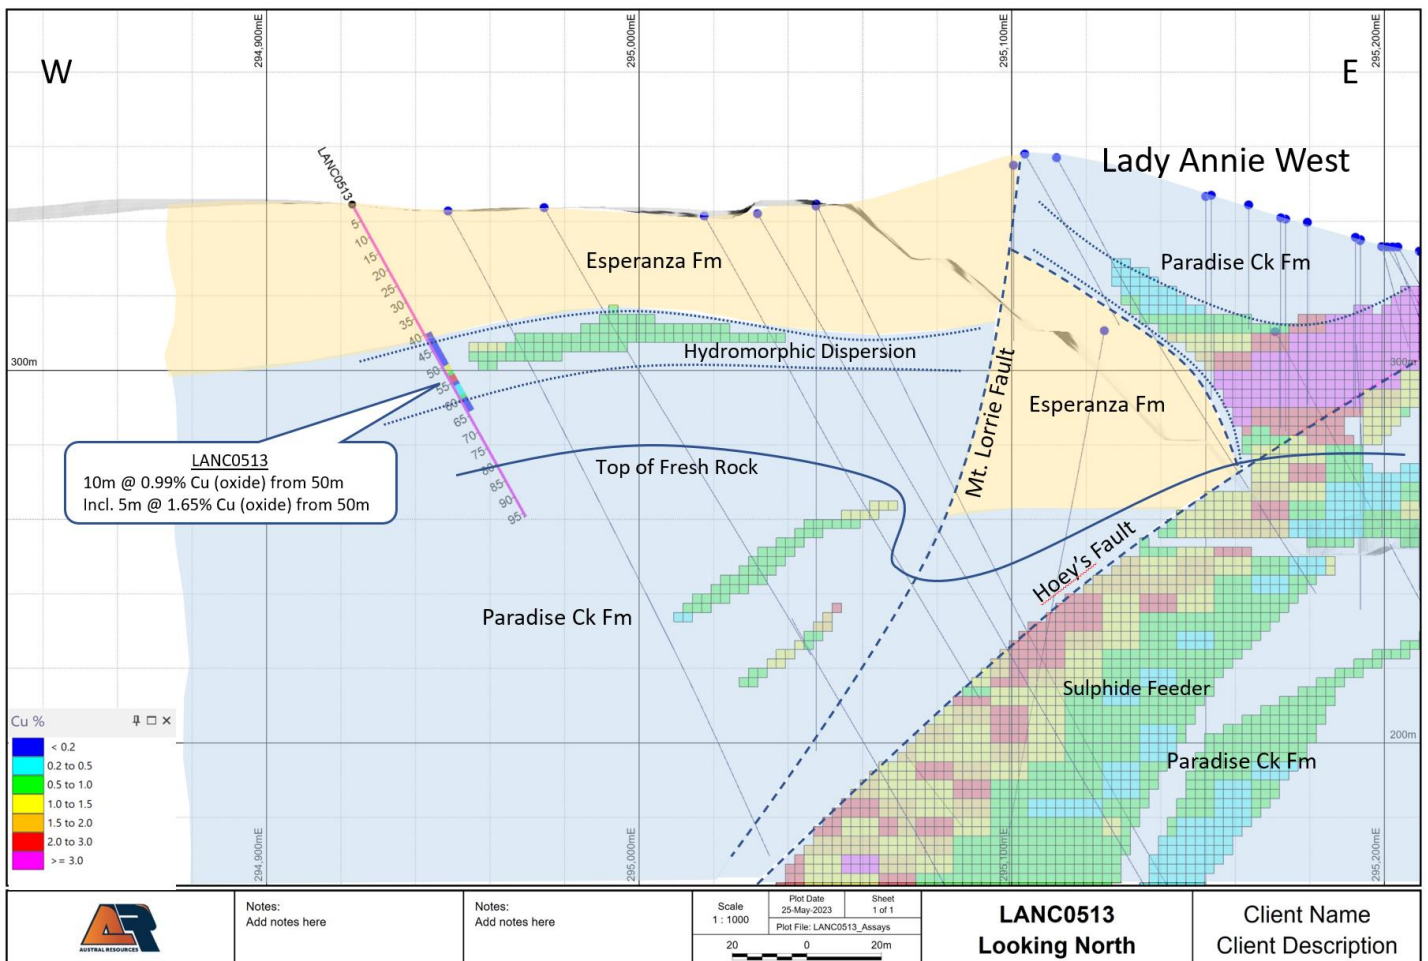 294,900mE
295,000mE
295,100mE
295,200mE
W
E
Lady Annie West
LANC0513
5
10
15
20
25
30
35
40
45
50
55
60
65
70
75
80
85
90
95
Esperanza Fm
Paradise Ck Fm
Hydromorphic Dispersion
300m
300m
Mt. Lorrie Fault
Esperanza Fm
LANC0513
10m @ 0.99% Cu (oxide) from 50m
Incl. 5m @ 1.65% Cu (oxide) from 50m
Top of Fresh Rock
Hoey's Fault
Paradise Ck Fm
Sulphide Feeder
200m
Paradise Ck Fm
Cu %
< 0.2
0.2 to 0.5
0.5 to 1.0
1.0 to 1.5
1.5 to 2.0
2.0 to 3.0
>= 3.0
294,900mE
295,000mE
295,100mE
295,200mE
AR
AUSTRAL RESOURCES
Notes:
Add notes here
Notes:
Add notes here
Scale
1 : 1000
Plot Date
25-May-2023
Sheet
1 of 1
Plot File: LANC0513_Assays
20 0 20m
LANC0513
Looking North
Client Name
Client Description